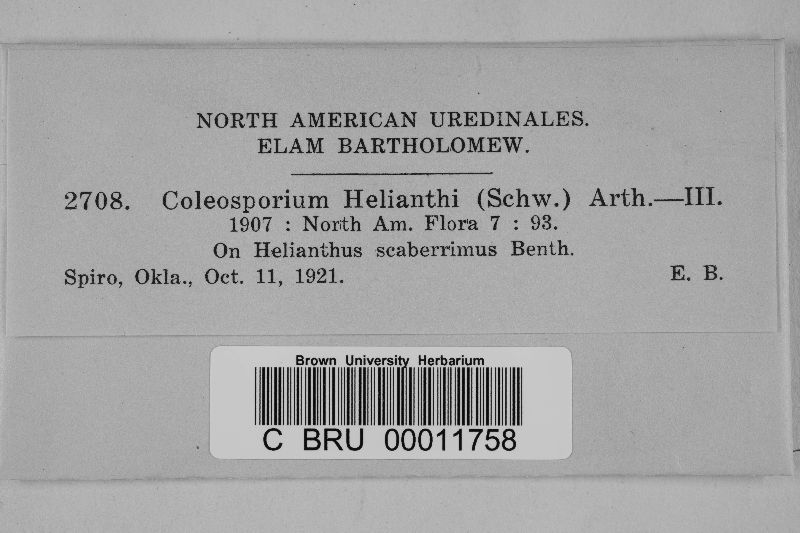 NORTH AMERICAN UREDINALES.
ELAM BARTHOLOMEW.
2708. Coleosporium Helianthi (Schw.) Arth.—III.
1907 : North Am. Flora 7 : 93.
On Helianthus scaberrimus Benth.
Spiro, Okla., Oct. 11, 1921. E. B.
Brown University Herbarium
C BRU 00011758